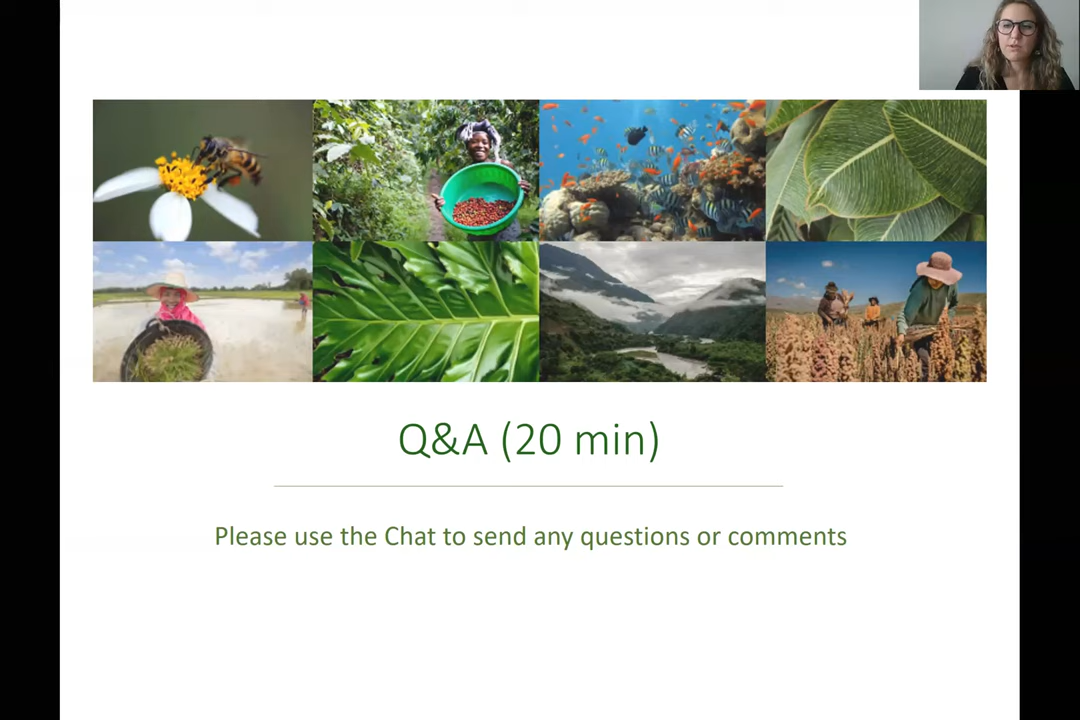 Q&A (20 min)
Please use the Chat to send any questions or comments